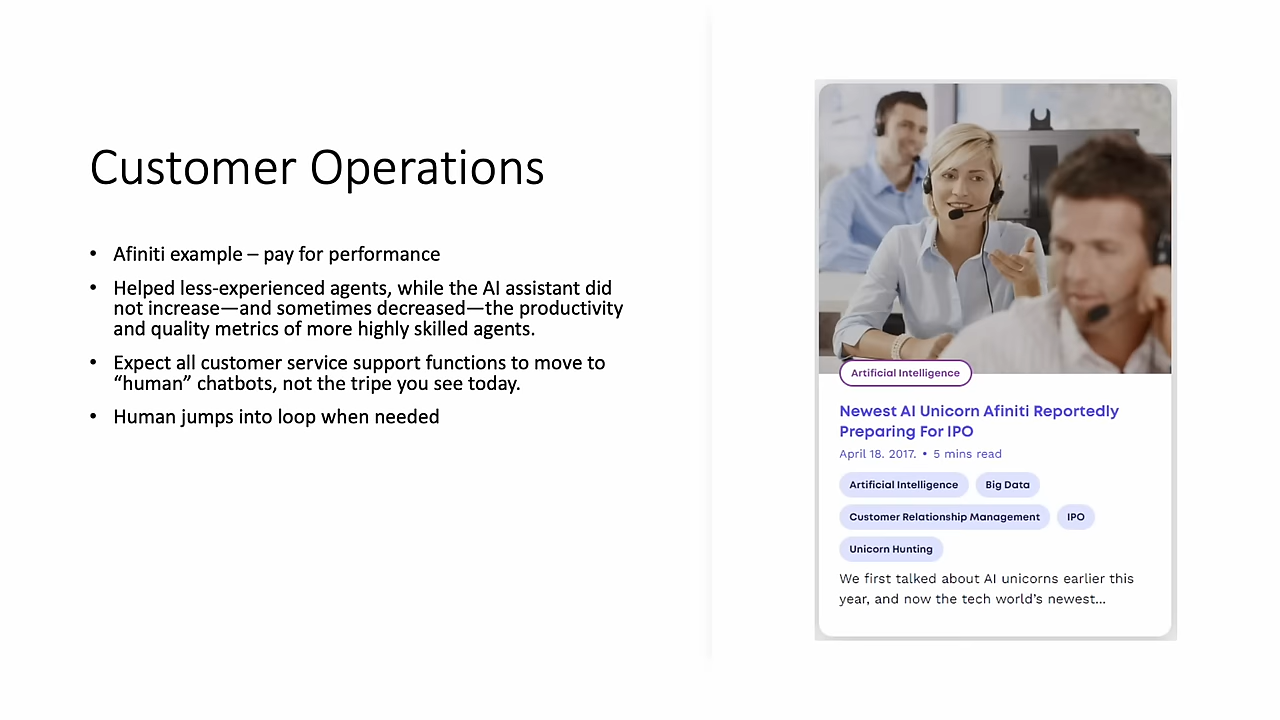 Customer Operations
• Afiniti example – pay for performance
• Helped less-experienced agents, while the AI assistant did
not increase—and sometimes decreased—the productivity
and quality metrics of more highly skilled agents.
• Expect all customer service support functions to move to
“human” chatbots, not the tripe you see today.
• Human jumps into loop when needed
Artificial Intelligence
Newest AI Unicorn Afiniti Reportedly
Preparing For IPO
April 18. 2017. • 5 mins read
Artificial Intelligence Big Data
Customer Relationship Management IPO
Unicorn Hunting
We first talked about AI unicorns earlier this
year, and now the tech world’s newest...